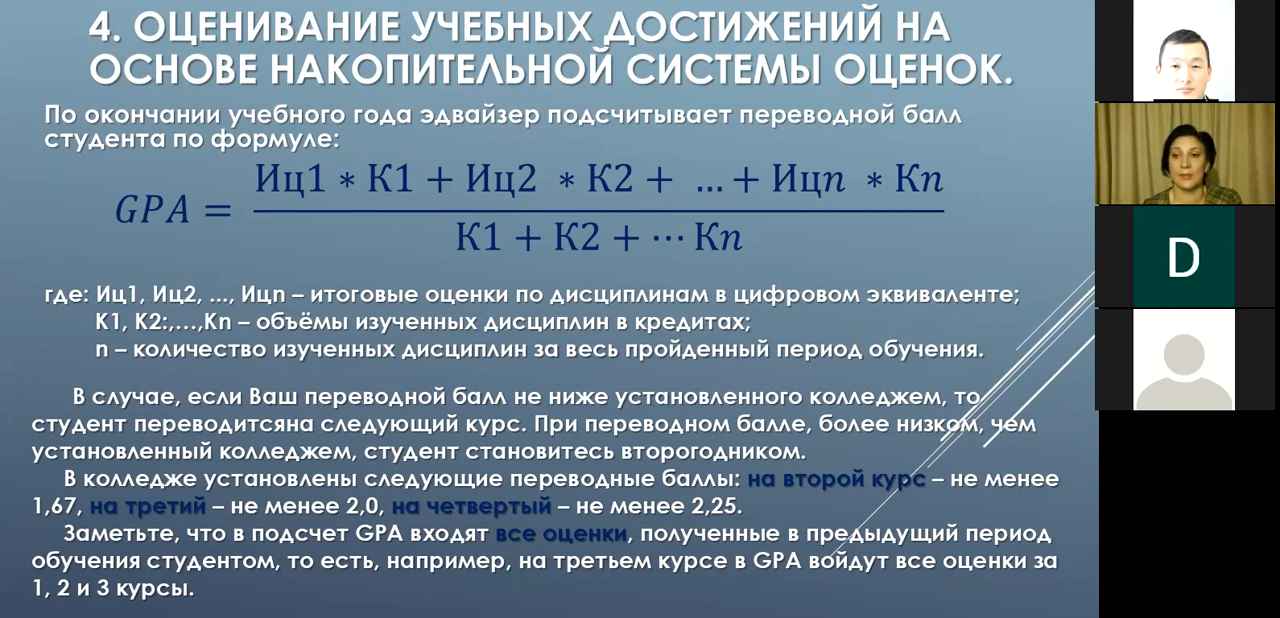 4. ОЦЕНИВАНИЕ УЧЕБНЫХ ДОСТИЖЕНИЙ НА
ОСНОВЕ НАКОПИТЕЛЬНОЙ СИСТЕМЫ ОЦЕНОК.
По окончании учебного года эдвайзер подсчитывает переводной балл
студента по формуле:
Иц1 ∗ К1 + Иц2 ∗ К2 + … + Ицn ∗ Кn
GPA =
К1 + К2 + ⋯ Кn
где: Иц1, Иц2, ..., Ицn – итоговые оценки по дисциплинам в цифровом эквиваленте;
К1, К2:,…,Кn – объёмы изученных дисциплин в кредитах;
n – количество изученных дисциплин за весь пройденный период обучения.
В случае, если Ваш переводной балл не ниже установленного колледжем, то
студент переводитсяна следующий курс. При переводном балле, более низком, чем
установленный колледжем, студент становитесь второгодником.
В колледже установлены следующие переводные баллы: на второй курс – не менее
1,67, на третий – не менее 2,0, на четвертый – не менее 2,25.
Заметьте, что в подсчет GPA входят все оценки, полученные в предыдущий период
обучения студентом, то есть, например, на третьем курсе в GPA войдут все оценки за
1, 2 и 3 курсы.
D